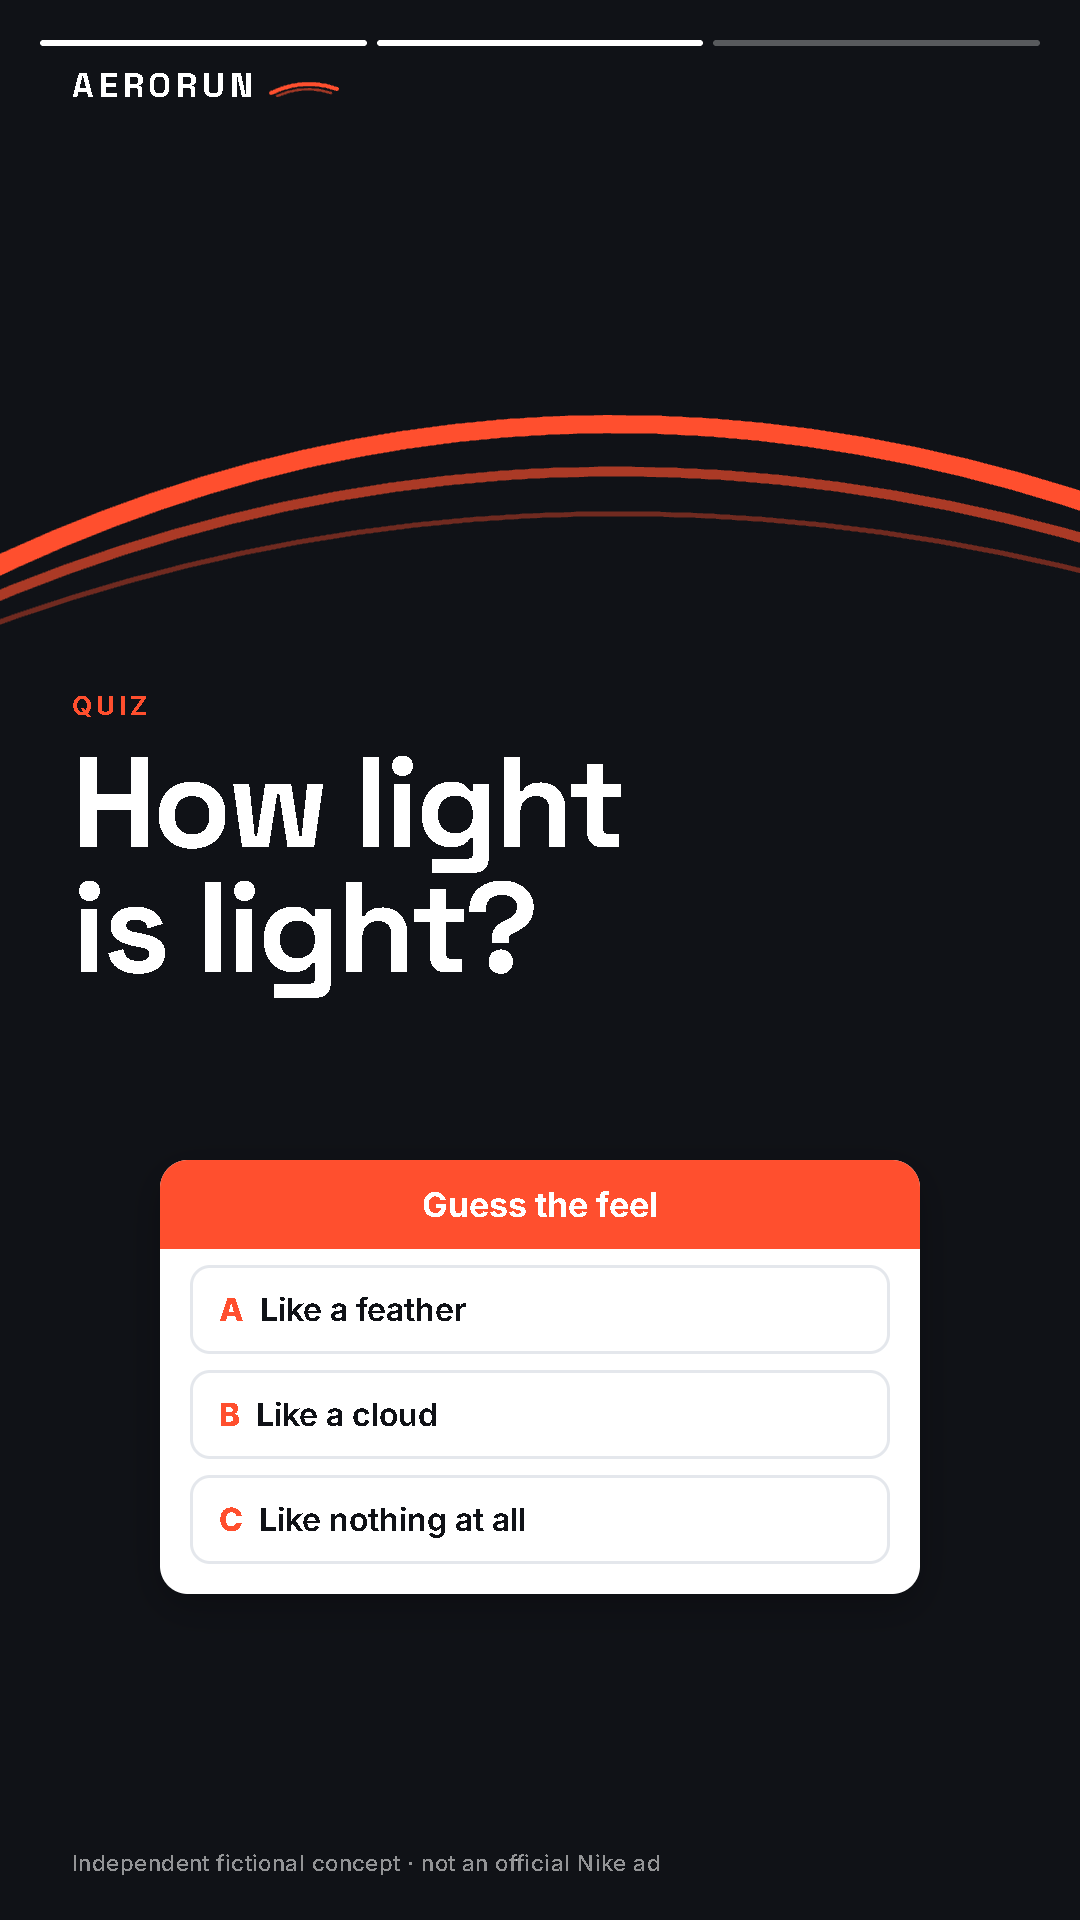 AERORUN
QUIZ
How light
is light?
Guess the feel
A Like a feather
B Like a cloud
C Like nothing at all
Independent fictional concept · not an official Nike ad